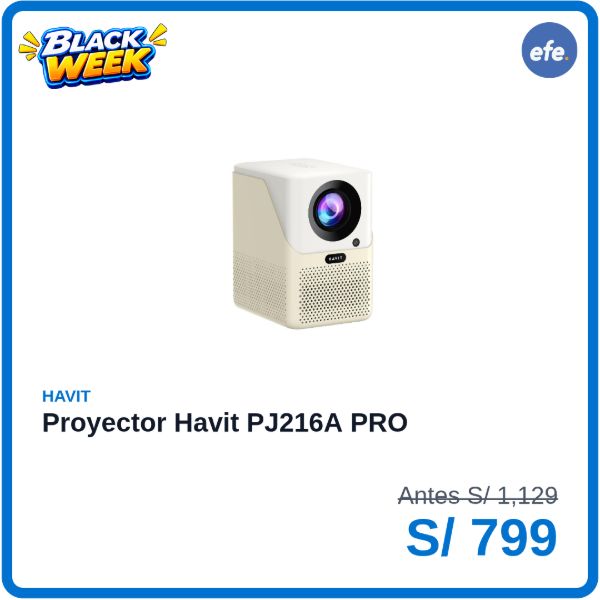 BLACK
WEEK
efe.
HAVIT
HAVIT
Proyector Havit PJ216A PRO
Antes S/ 1,129
S/ 799